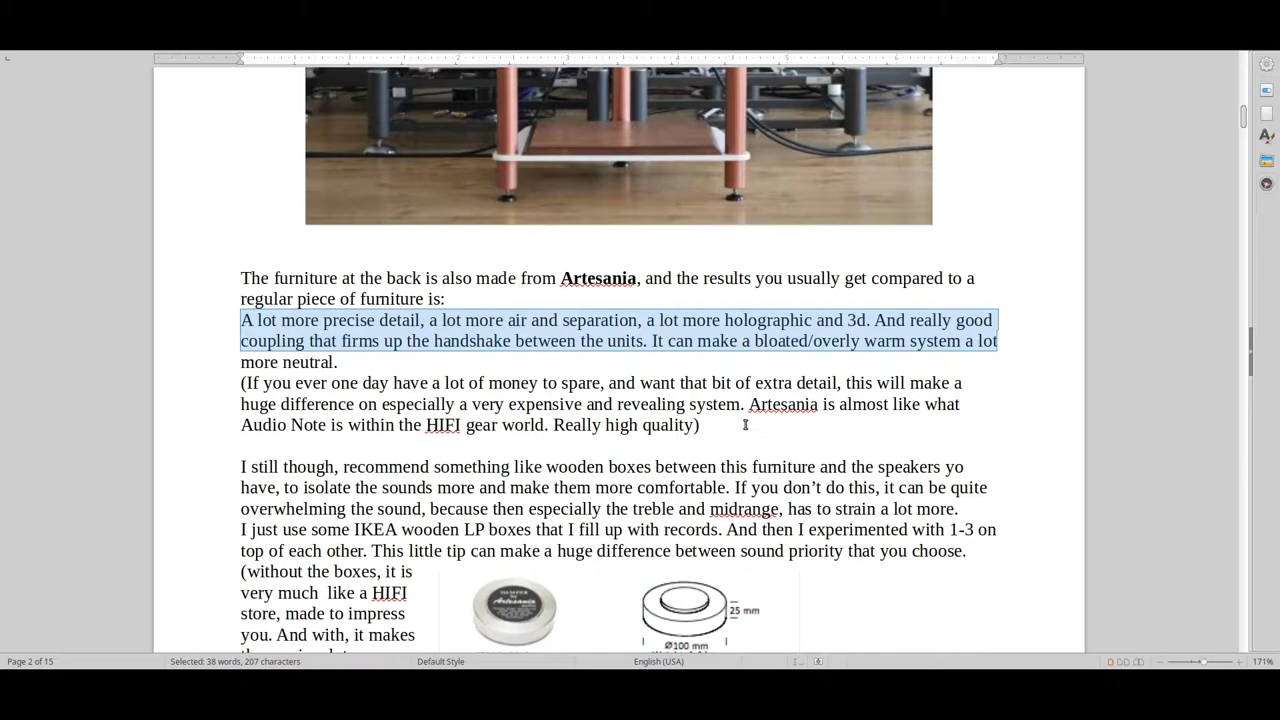 The furniture at the back is also made from Artesania, and the results you usually get compared to a
regular piece of furniture is:
A lot more precise detail, a lot more air and separation, a lot more holographic and 3d. And really good
coupling that firms up the handshake between the units. It can make a bloated/overly warm system a lot
more neutral.
(If you ever one day have a lot of money to spare, and want that bit of extra detail, this will make a
huge difference on especially a very expensive and revealing system. Artesania is almost like what
Audio Note is within the HIFI gear world. Really high quality)
I still though, recommend something like wooden boxes between this furniture and the speakers yo
have, to isolate the sounds more and make them more comfortable. If you don’t do this, it can be quite
overwhelming the sound, because then especially the treble and midrange, has to strain a lot more.
I just use some IKEA wooden LP boxes that I fill up with records. And then I experimented with 1-3 on
top of each other. This little tip can make a huge difference between sound priority that you choose.
(without the boxes, it is
very much  like a HIFI
store, made to impress
you. And with, it makes
DAMPER
by
Artesania
25 mm
Ø100 mm
Page 2 of 15
Selected: 38 words, 207 characters
Default Style
English (USA)
171%